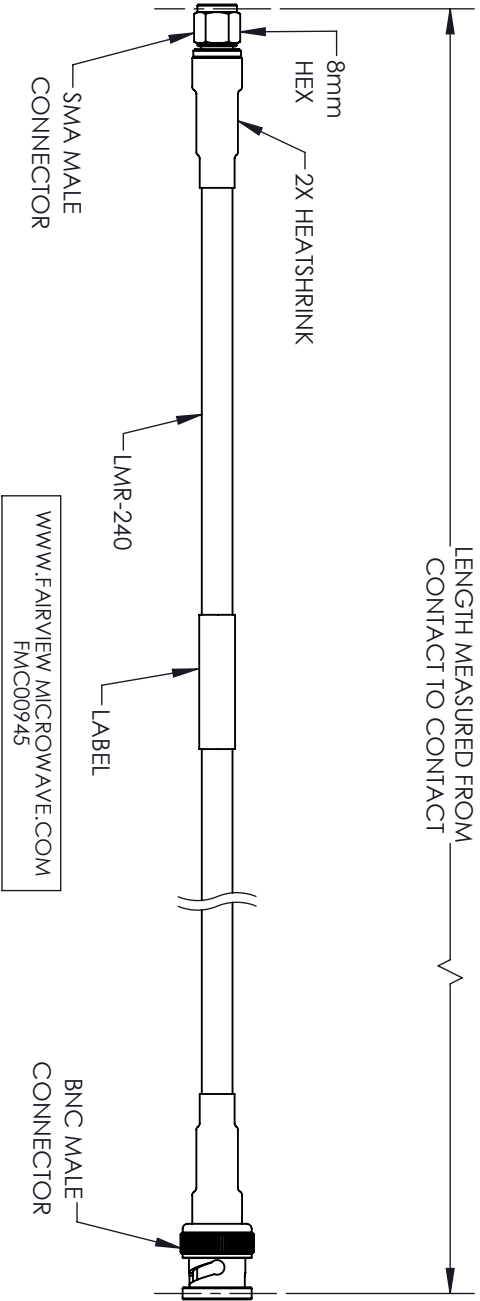 LENGTH MEASURED FROM
CONTACT TO CONTACT
8mm
HEX
2X HEATSHRINK
SMA MALE
CONNECTOR
LMR-240
LABEL
BNC MALE
CONNECTOR
WWW.FAIRVIEW MICROWAVE.COM
FMC00945